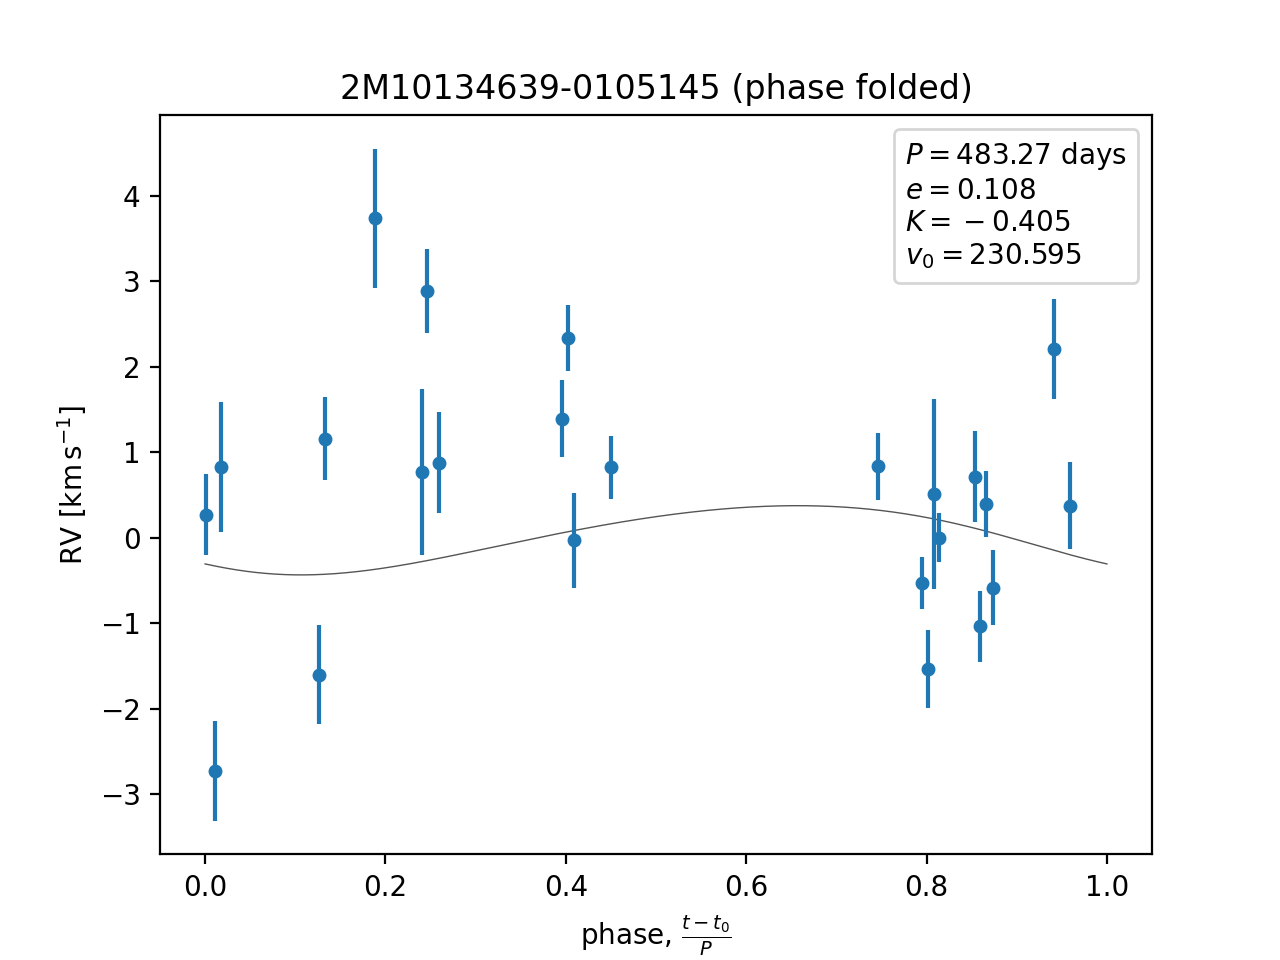 2M10134639-0105145 (phase folded)
P = 483.27 days
e = 0.108
K = −0.405
v₀ = 230.595
4
3
2
1
0
−1
−2
−3
RV [km s⁻¹]
0.0 0.2 0.4 0.6 0.8 1.0
phase, (t − t₀)/P